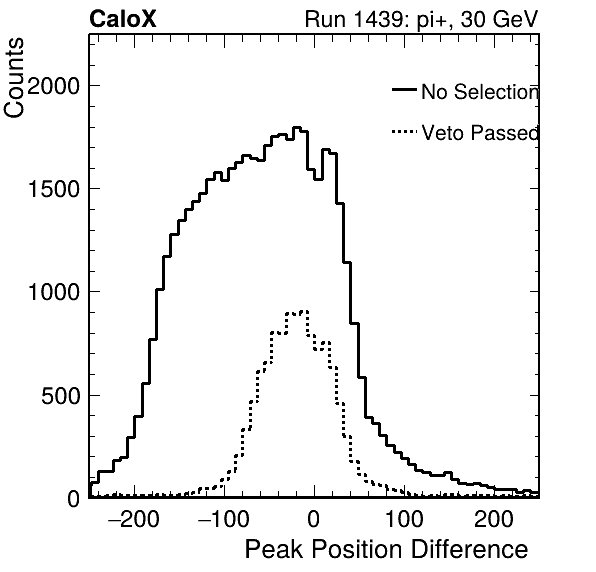 CaloX Run 1439: pi+, 30 GeV
Counts
2000
1500
1000
500
0
No Selection
Veto Passed
−200 −100 0 100 200
Peak Position Difference